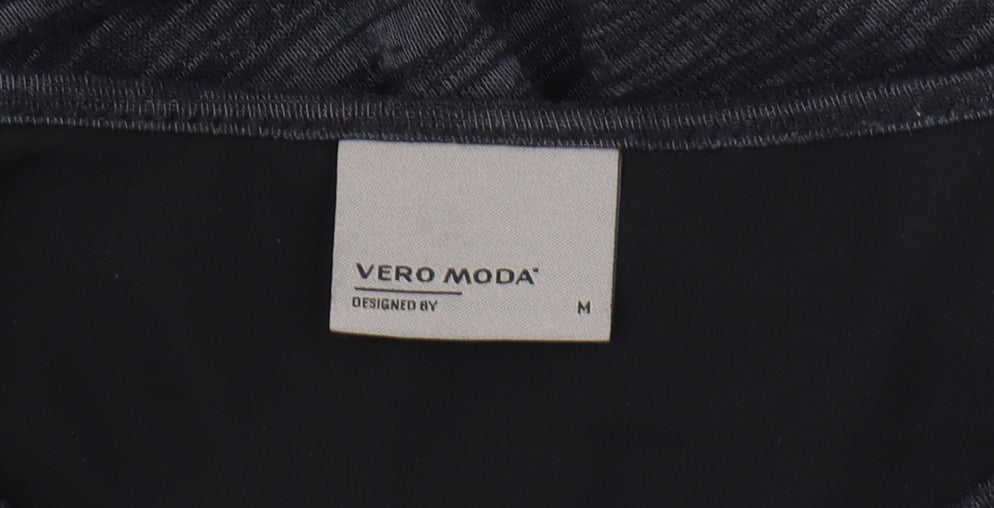 VERO MODA
DESIGNED BY
M